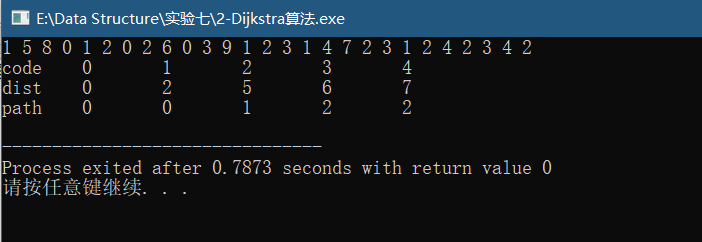 E:\Data Structure\实验七\2-Dijkstra算法.exe
1 5 8 0 1 2 0 2 6 0 3 9 1 2 3 1 4 7 2 3 1 2 4 2 3 4 2
code 0 1 2 3 4
dist 0 2 5 6 7
path 0 0 1 2 2
--------------------------------
Process exited after 0.7873 seconds with return value 0
请按任意键继续. . .